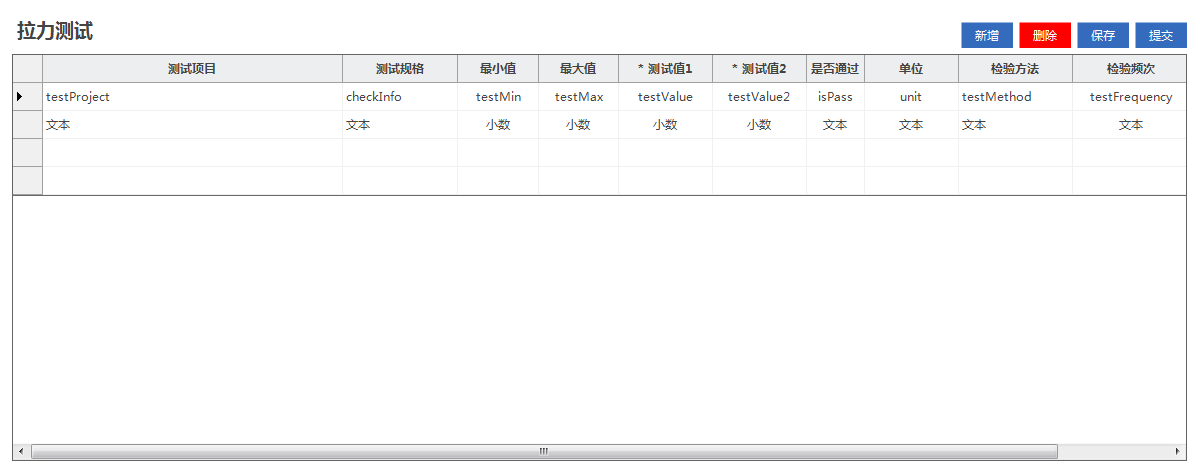 拉力测试
新增 删除 保存 提交
测试项目 测试规格 最小值 最大值 * 测试值1 * 测试值2 是否通过 单位 检验方法 检验频次
testProject checkInfo testMin testMax testValue testValue2 isPass unit testMethod testFrequency
文本 文本 小数 小数 小数 小数 文本 文本 文本 文本